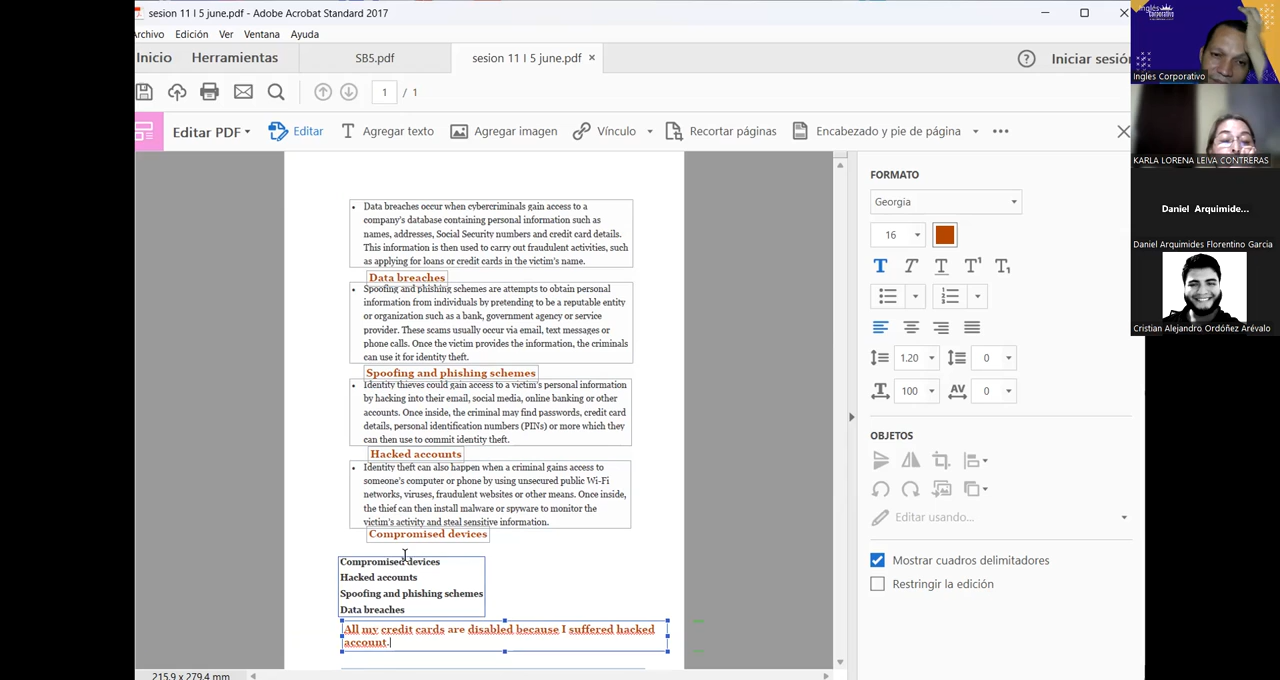 sesion 11 I 5 june.pdf - Adobe Acrobat Standard 2017
Archivo Edición Ver Ventana Ayuda
Inicio Herramientas SB5.pdf sesion 11 I 5 june.pdf × Iniciar sesión
1 / 1
Editar PDF Editar Agregar texto Agregar imagen Vínculo Recortar páginas Encabezado y pie de página
• Data breaches occur when cybercriminals gain access to a
company's database containing personal information such as
names, addresses, Social Security numbers and credit card details.
This information is then used to carry out fraudulent activities, such
as applying for loans or credit cards in the victim's name.
Data breaches
• Spoofing and phishing schemes are attempts to obtain personal
information from individuals by pretending to be a reputable entity
or organization such as a bank, government agency or service
provider. These scams usually occur via email, text messages or
phone calls. Once the victim provides the information, the criminals
can use it for identity theft.
Spoofing and phishing schemes
• Identity thieves could gain access to a victim's personal information
by hacking into their email, social media, online banking or other
accounts. Once inside, the criminal may find passwords, credit card
details, personal identification numbers (PINs) or more which they
can then use to commit identity theft.
Hacked accounts
• Identity theft can also happen when a criminal gains access to
someone's computer or phone by using unsecured public Wi-Fi
networks, viruses, fraudulent websites or other means. Once inside,
the thief can then install malware or spyware to monitor the
victim's activity and steal sensitive information.
Compromised devices
Compromised devices
Hacked accounts
Spoofing and phishing schemes
Data breaches
All my credit cards are disabled because I suffered hacked
account.
215.9 x 279.4 mm
FORMATO
Georgia
16
1.20 0
100 AV 0
OBJETOS
Editar usando...
Mostrar cuadros delimitadores
Restringir la edición
Inglés
Corporativo
Ingles Corporativo
KARLA LORENA LEIVA CONTRERAS
Daniel Arquimide...
Daniel Arquimides Florentino Garcia
Cristian Alejandro Ordóñez Arévalo